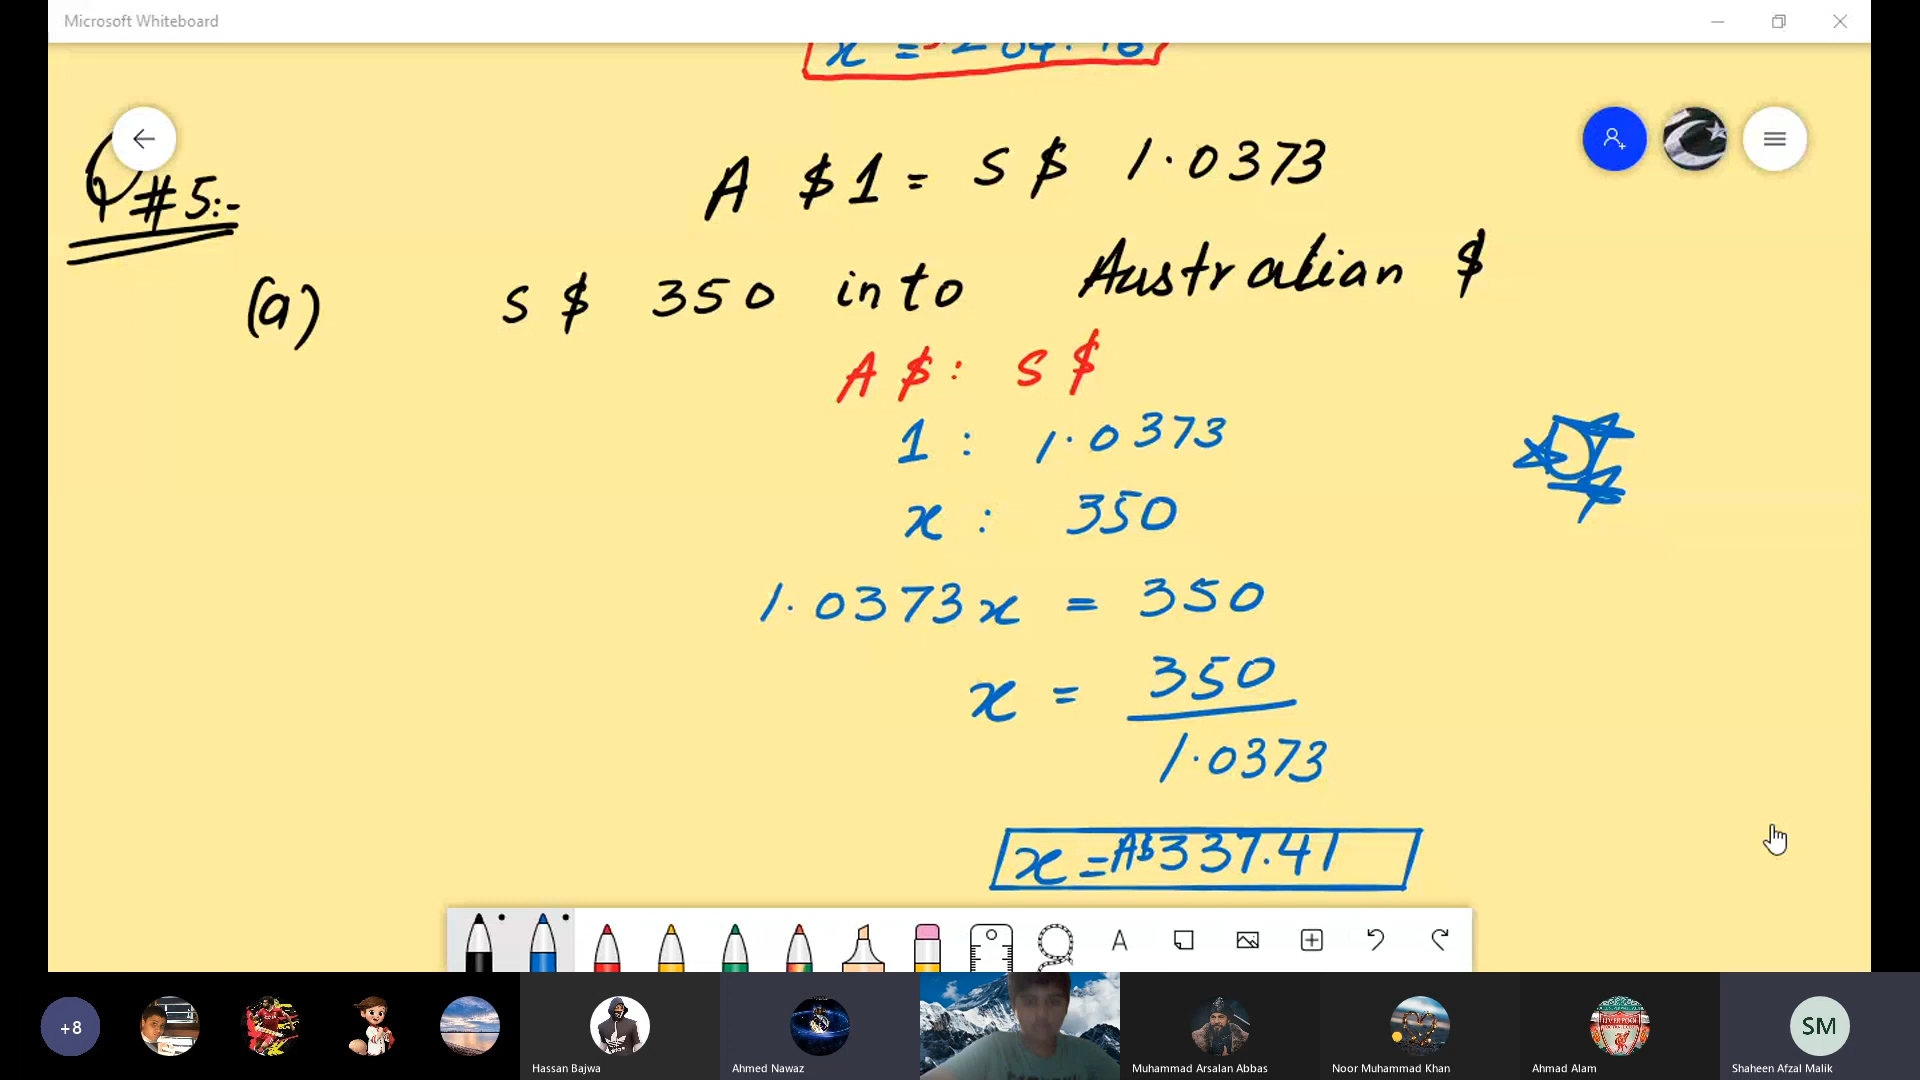 Microsoft Whiteboard
Q#5:-
A $1 = S $ 1.0373
(a) S $ 350 into Australian $
A $ : S $
1 : 1.0373
x : 350
1.0373x = 350
x = 350
1.0373
x = A$337.41
A
+8
LIVERPOOL
SM
Hassan Bajwa
Ahmed Nawaz
Muhammad Arsalan Abbas
Noor Muhammad Khan
Ahmad Alam
Shaheen Afzal Malik